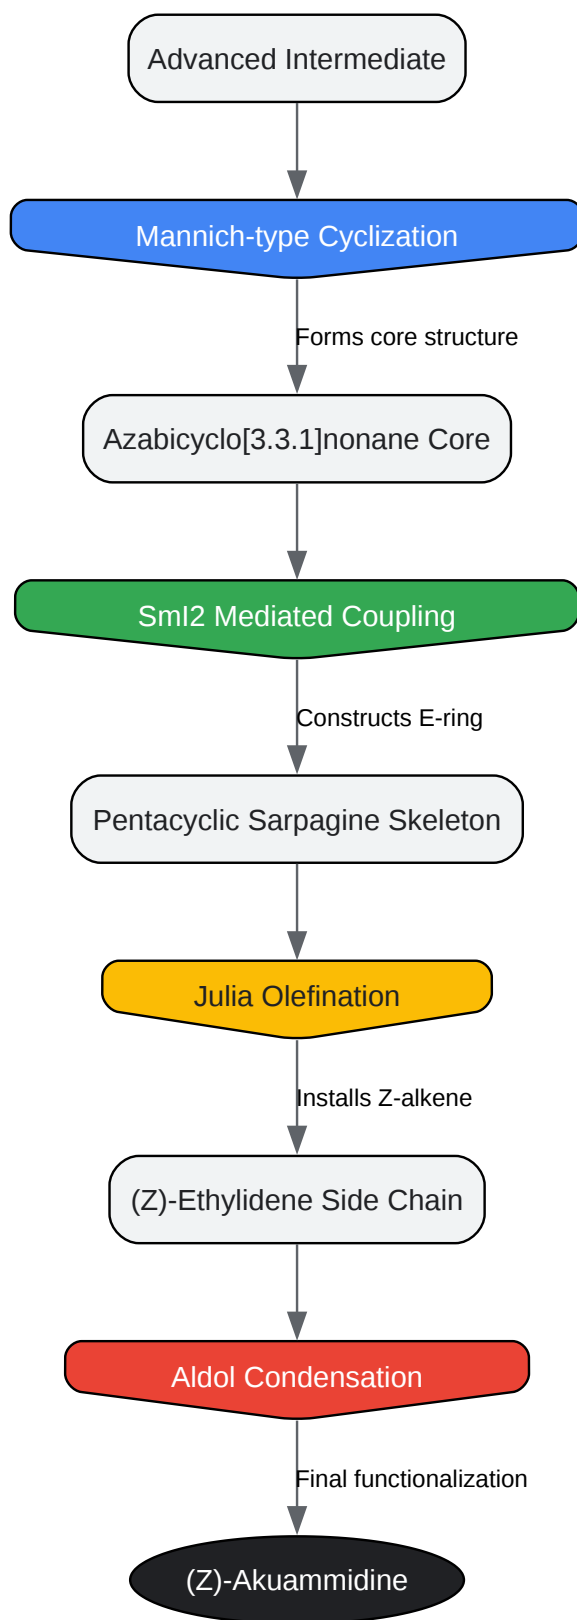 Advanced Intermediate
Mannich-type Cyclization
Forms core structure
Azabicyclo[3.3.1]nonane Core
SmI2 Mediated Coupling
Constructs E-ring
Pentacyclic Sarpagine Skeleton
Julia Olefination
Installs Z-alkene
(Z)-Ethylidene Side Chain
Aldol Condensation
Final functionalization
(Z)-Akuammidine